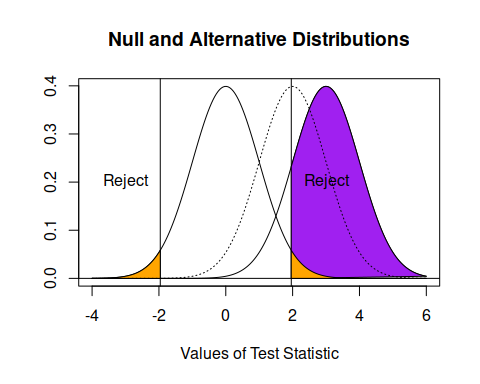 Null and Alternative Distributions
0.4
0.3
0.2
0.1
0.0
Reject
Reject
-4
-2
0
2
4
6
Values of Test Statistic